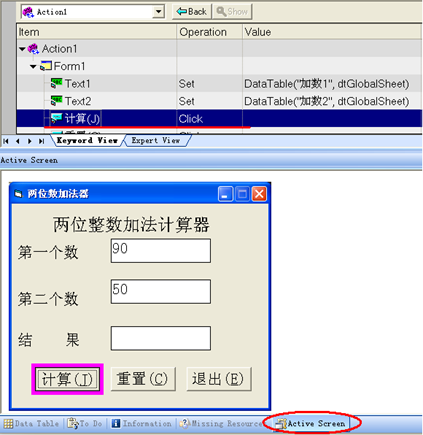 Action1 Back Show
Item Operation Value
Action1
Form1
Text1 Set DataTable("加数1", dtGlobalSheet)
Text2 Set DataTable("加数2", dtGlobalSheet)
计算(J) Click
Keyword View Expert View
Active Screen
两位数加法器
两位整数加法计算器
第一个数 90
第二个数 50
结 果
计算(J) 重置(C) 退出(E)
Data Table To Do Information Missing Resource Active Screen